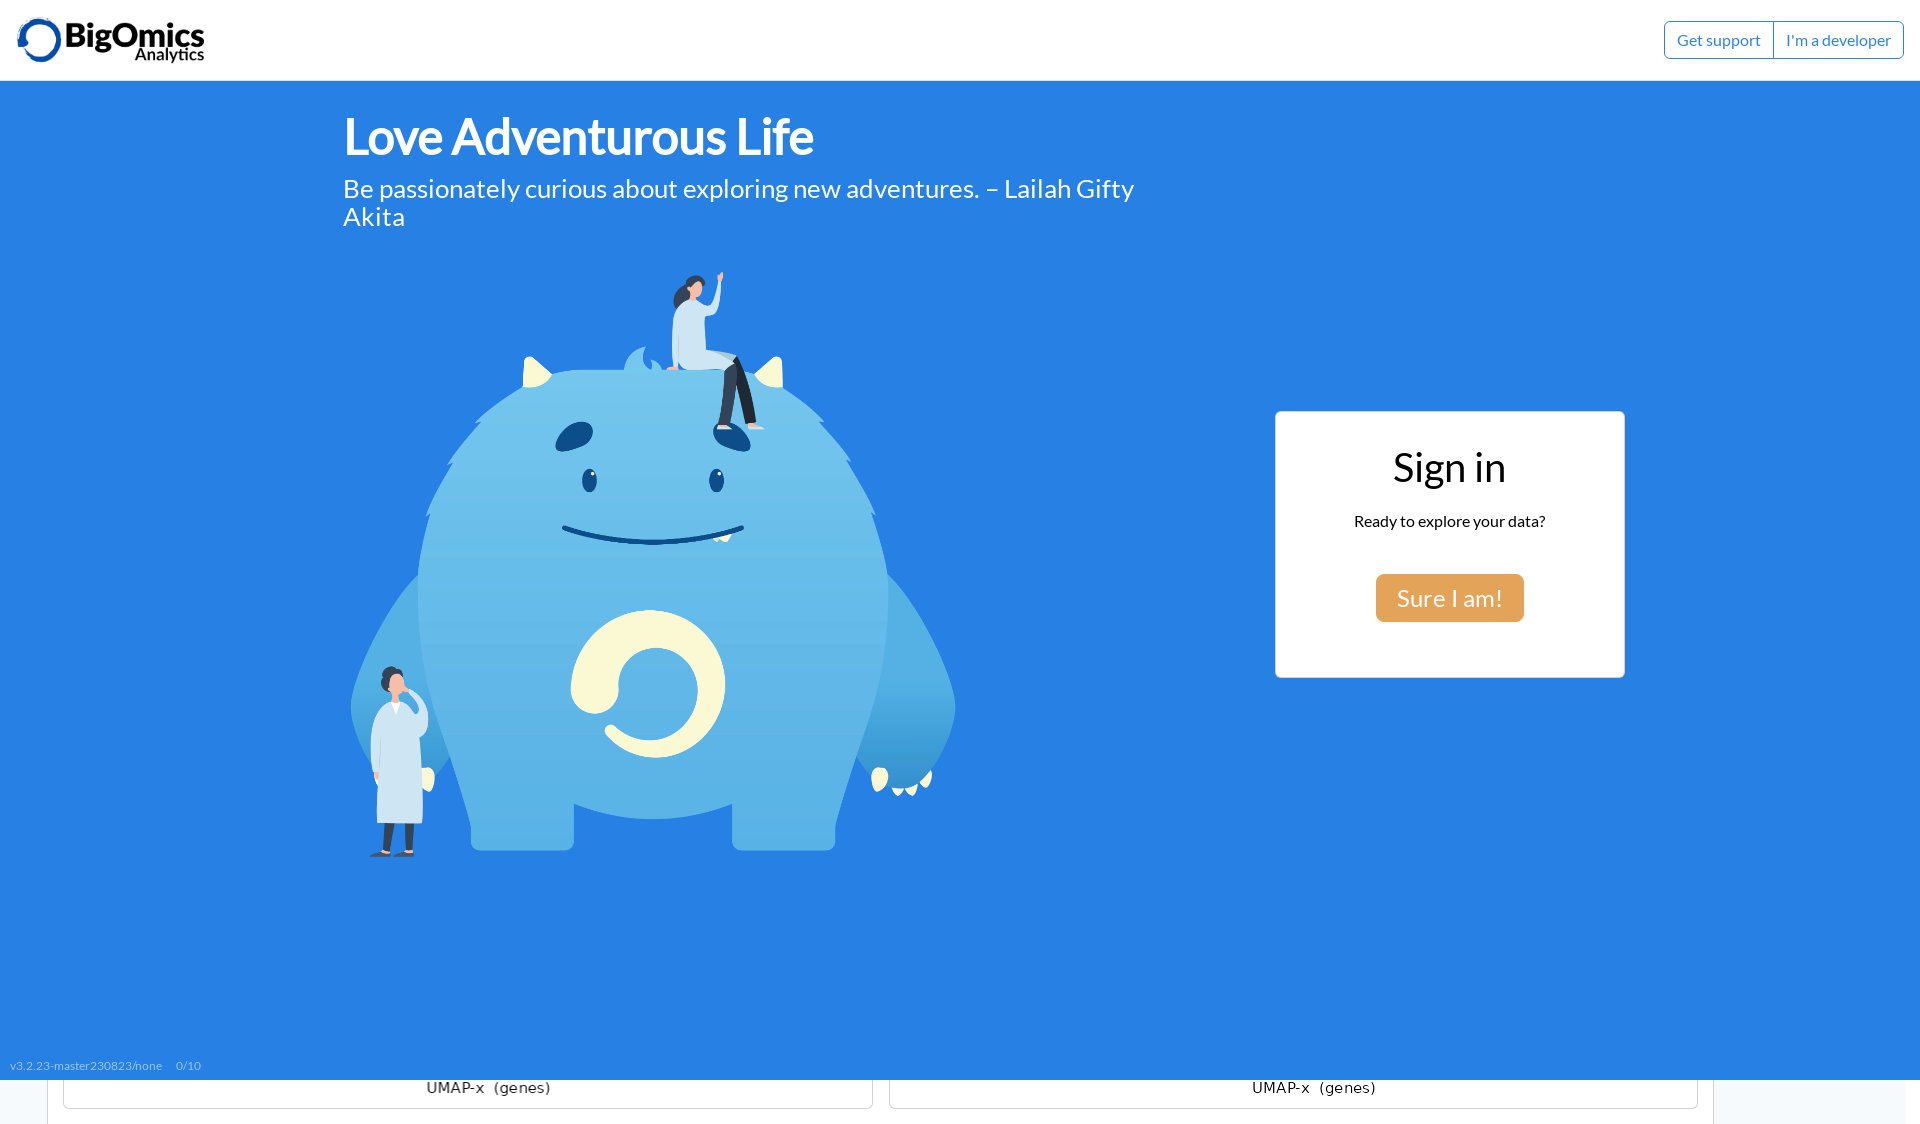 BigOmics
Analytics
Get support
I'm a developer
Love Adventurous Life
Be passionately curious about exploring new adventures. – Lailah Gifty
Akita
Sign in
Ready to explore your data?
Sure I am!
v3.2.23-master230823/none 0/10
UMAP-x (genes)
UMAP-x (genes)